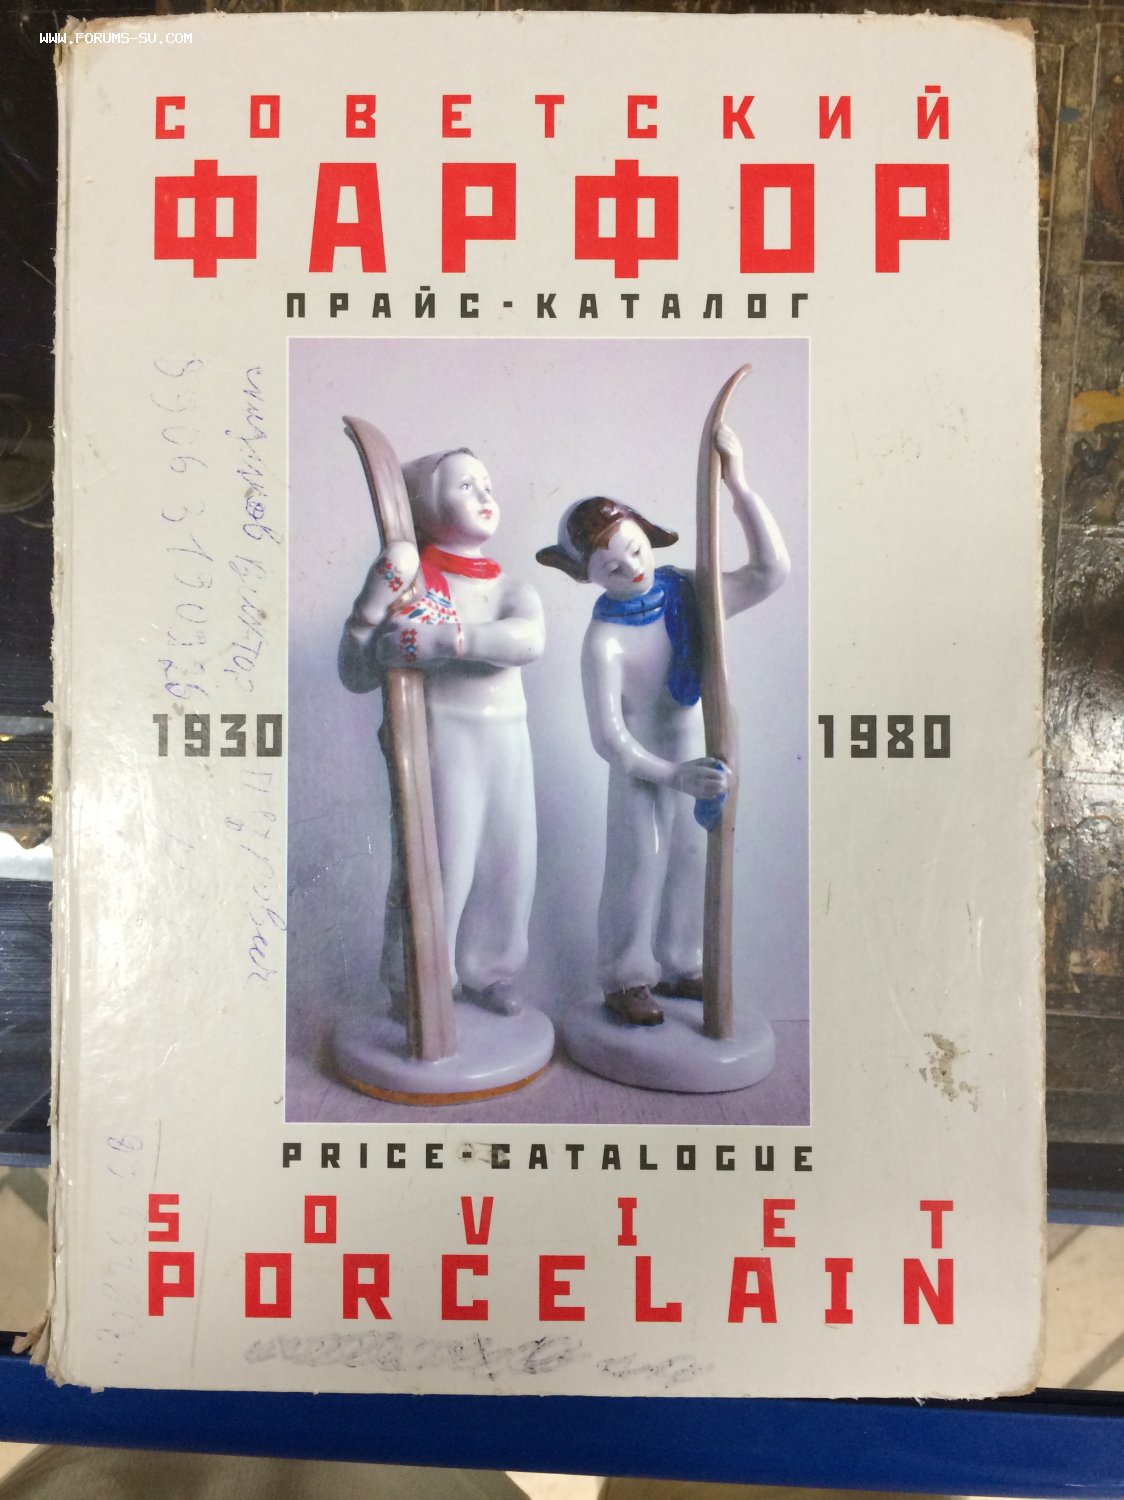 WWW.FORUMS-SU.COM
СОВЕТСКИЙ
ФАРФОР
ПРАЙС-КАТАЛОГ
1930
1980
PRICE-CATALOGUE
SOVIET
PORCELAIN